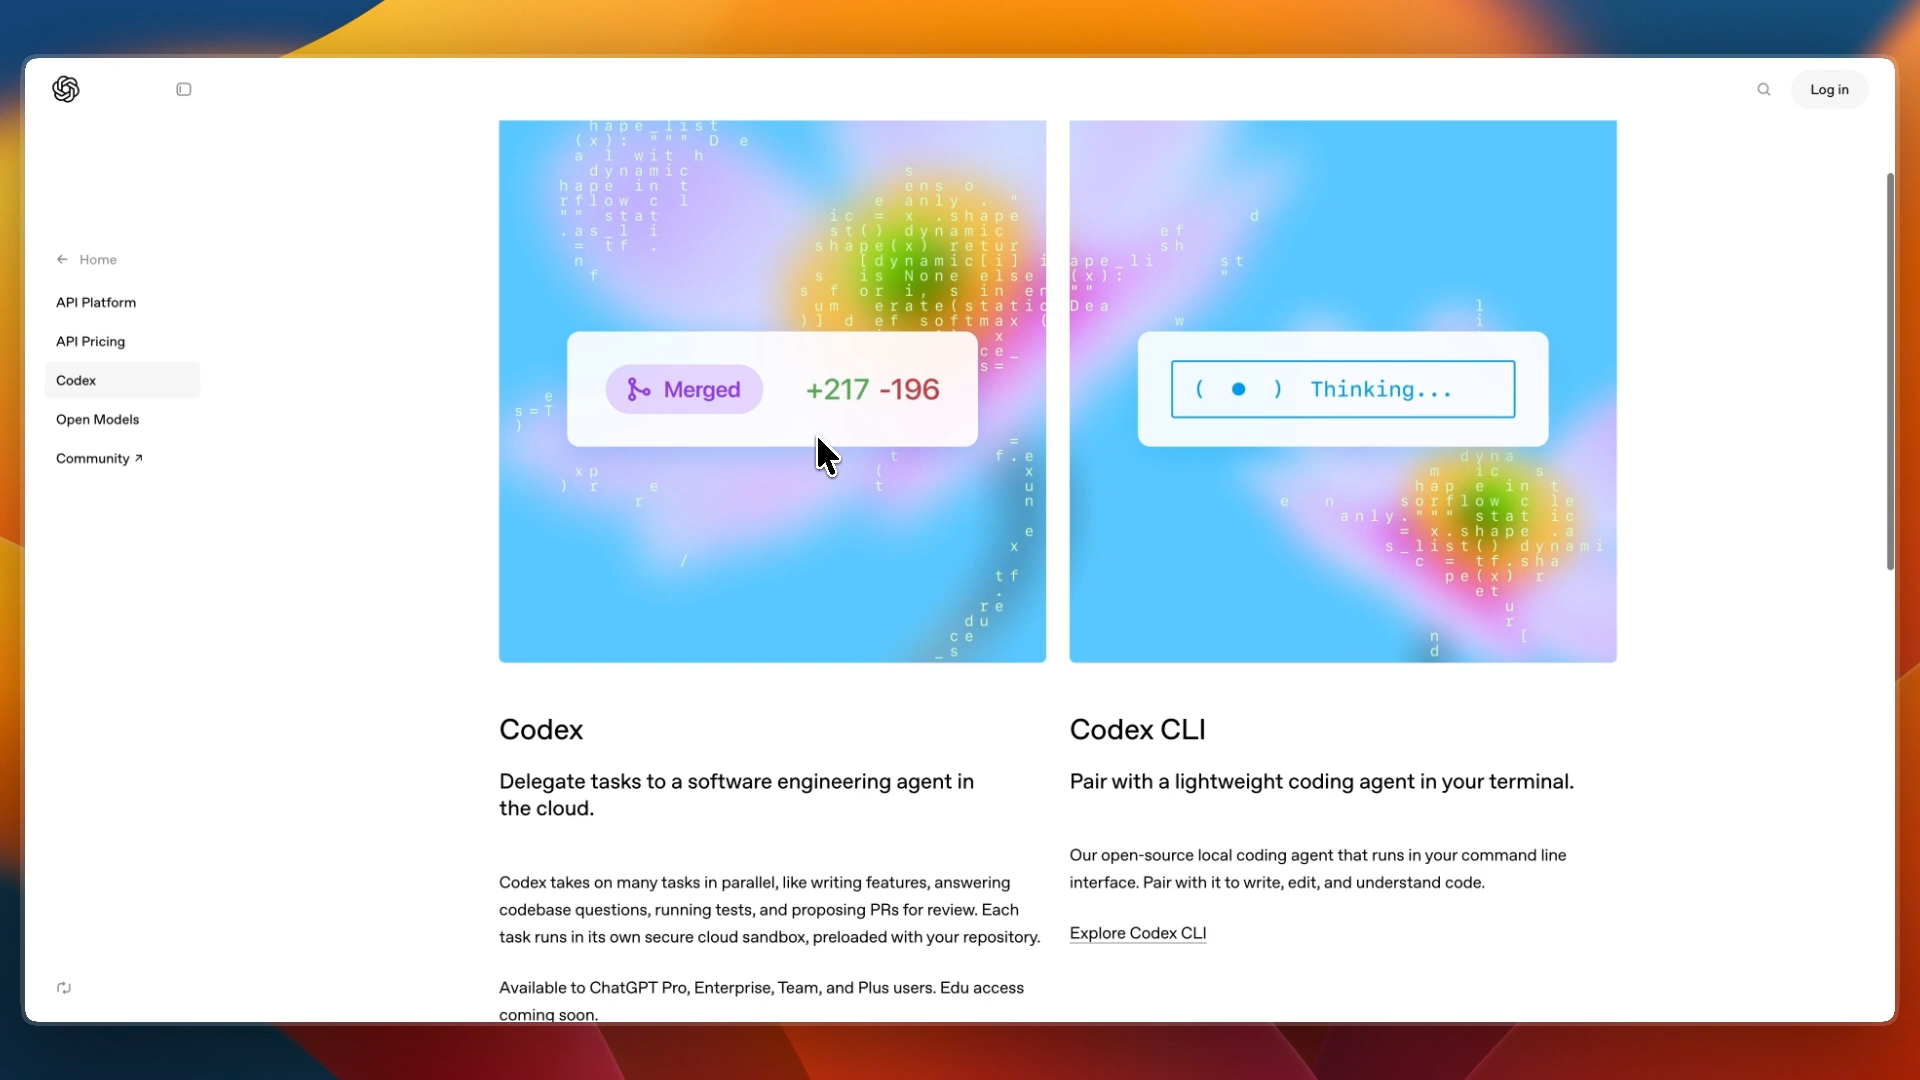 Log in
Home
API Platform
API Pricing
Codex
Open Models
Community ↗
Merged +217 -196
( ● ) Thinking...
Codex
Delegate tasks to a software engineering agent in
the cloud.
Codex takes on many tasks in parallel, like writing features, answering
codebase questions, running tests, and proposing PRs for review. Each
task runs in its own secure cloud sandbox, preloaded with your repository.
Available to ChatGPT Pro, Enterprise, Team, and Plus users. Edu access
coming soon.
Codex CLI
Pair with a lightweight coding agent in your terminal.
Our open-source local coding agent that runs in your command line
interface. Pair with it to write, edit, and understand code.
Explore Codex CLI